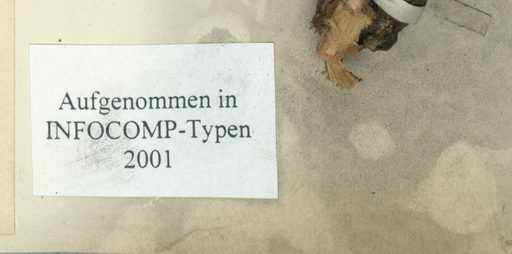 Aufgenommen in
INFOCOMP-Typen
2001